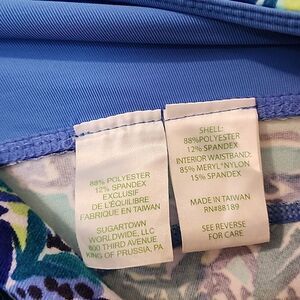 88% POLYESTER
12% SPANDEX
EXCLUSIF
DE L'ÉQUILIBRE
FABRIQUE EN TAIWAN
SUGARTOWN
WORLDWIDE, LLC
800 THIRD AVENUE
KING OF PRUSSIA, PA
SHELL:
88%POLYESTER
12% SPANDEX
INTERIOR WAISTBAND:
85% MERYL® NYLON
15% SPANDEX
MADE IN TAIWAN
RN#88189
SEE REVERSE
FOR CARE